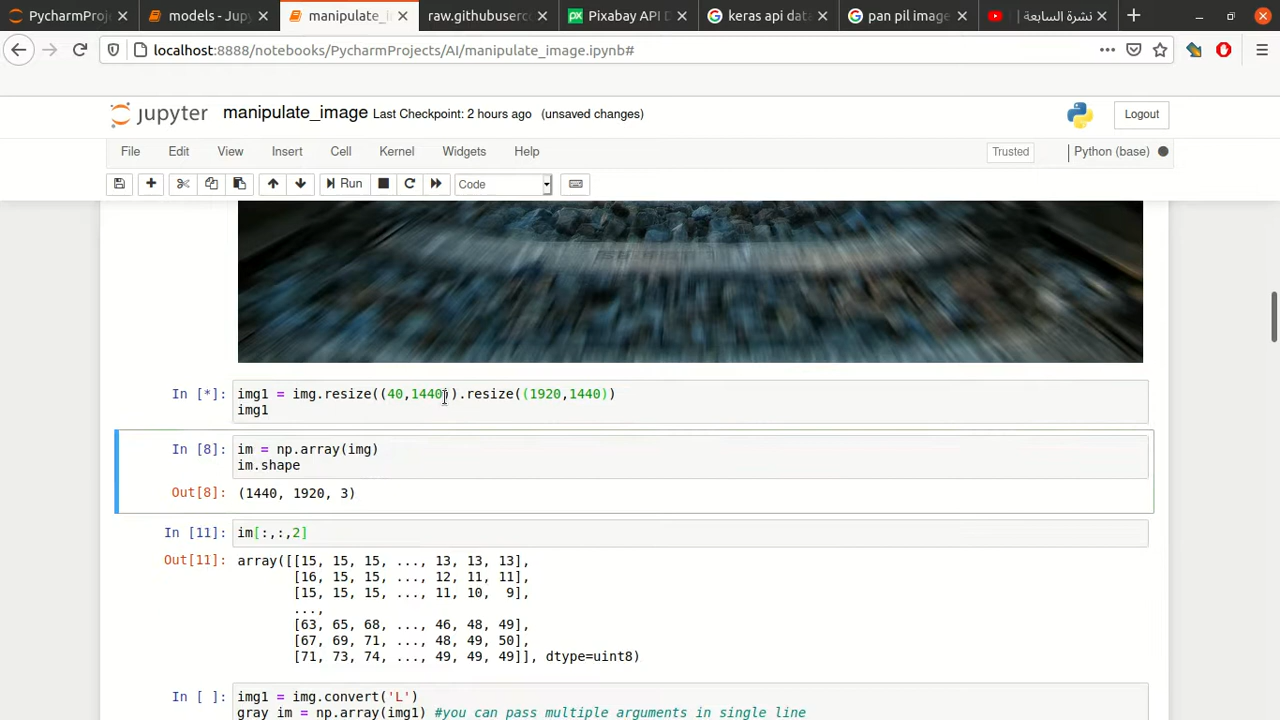 PycharmProj
models - Jup
manipulate_i
raw.githubuserco
Pixabay API D
keras api data
pan pil image
نشرة السابعة |
localhost:8888/notebooks/PycharmProjects/AI/manipulate_image.ipynb#
jupyter manipulate_image Last Checkpoint: 2 hours ago (unsaved changes) Logout
File Edit View Insert Cell Kernel Widgets Help Trusted Python (base)
Run Code
In [*]: img1 = img.resize((40,1440)).resize((1920,1440))
img1
In [8]: im = np.array(img)
im.shape
Out[8]: (1440, 1920, 3)
In [11]: im[:,:,2]
Out[11]: array([[15, 15, 15, ..., 13, 13, 13],
[16, 15, 15, ..., 12, 11, 11],
[15, 15, 15, ..., 11, 10, 9],
...,
[63, 65, 68, ..., 46, 48, 49],
[67, 69, 71, ..., 48, 49, 50],
[71, 73, 74, ..., 49, 49, 49]], dtype=uint8)
In [ ]: img1 = img.convert('L')
gray im = np.array(img1) #you can pass multiple arguments in single line